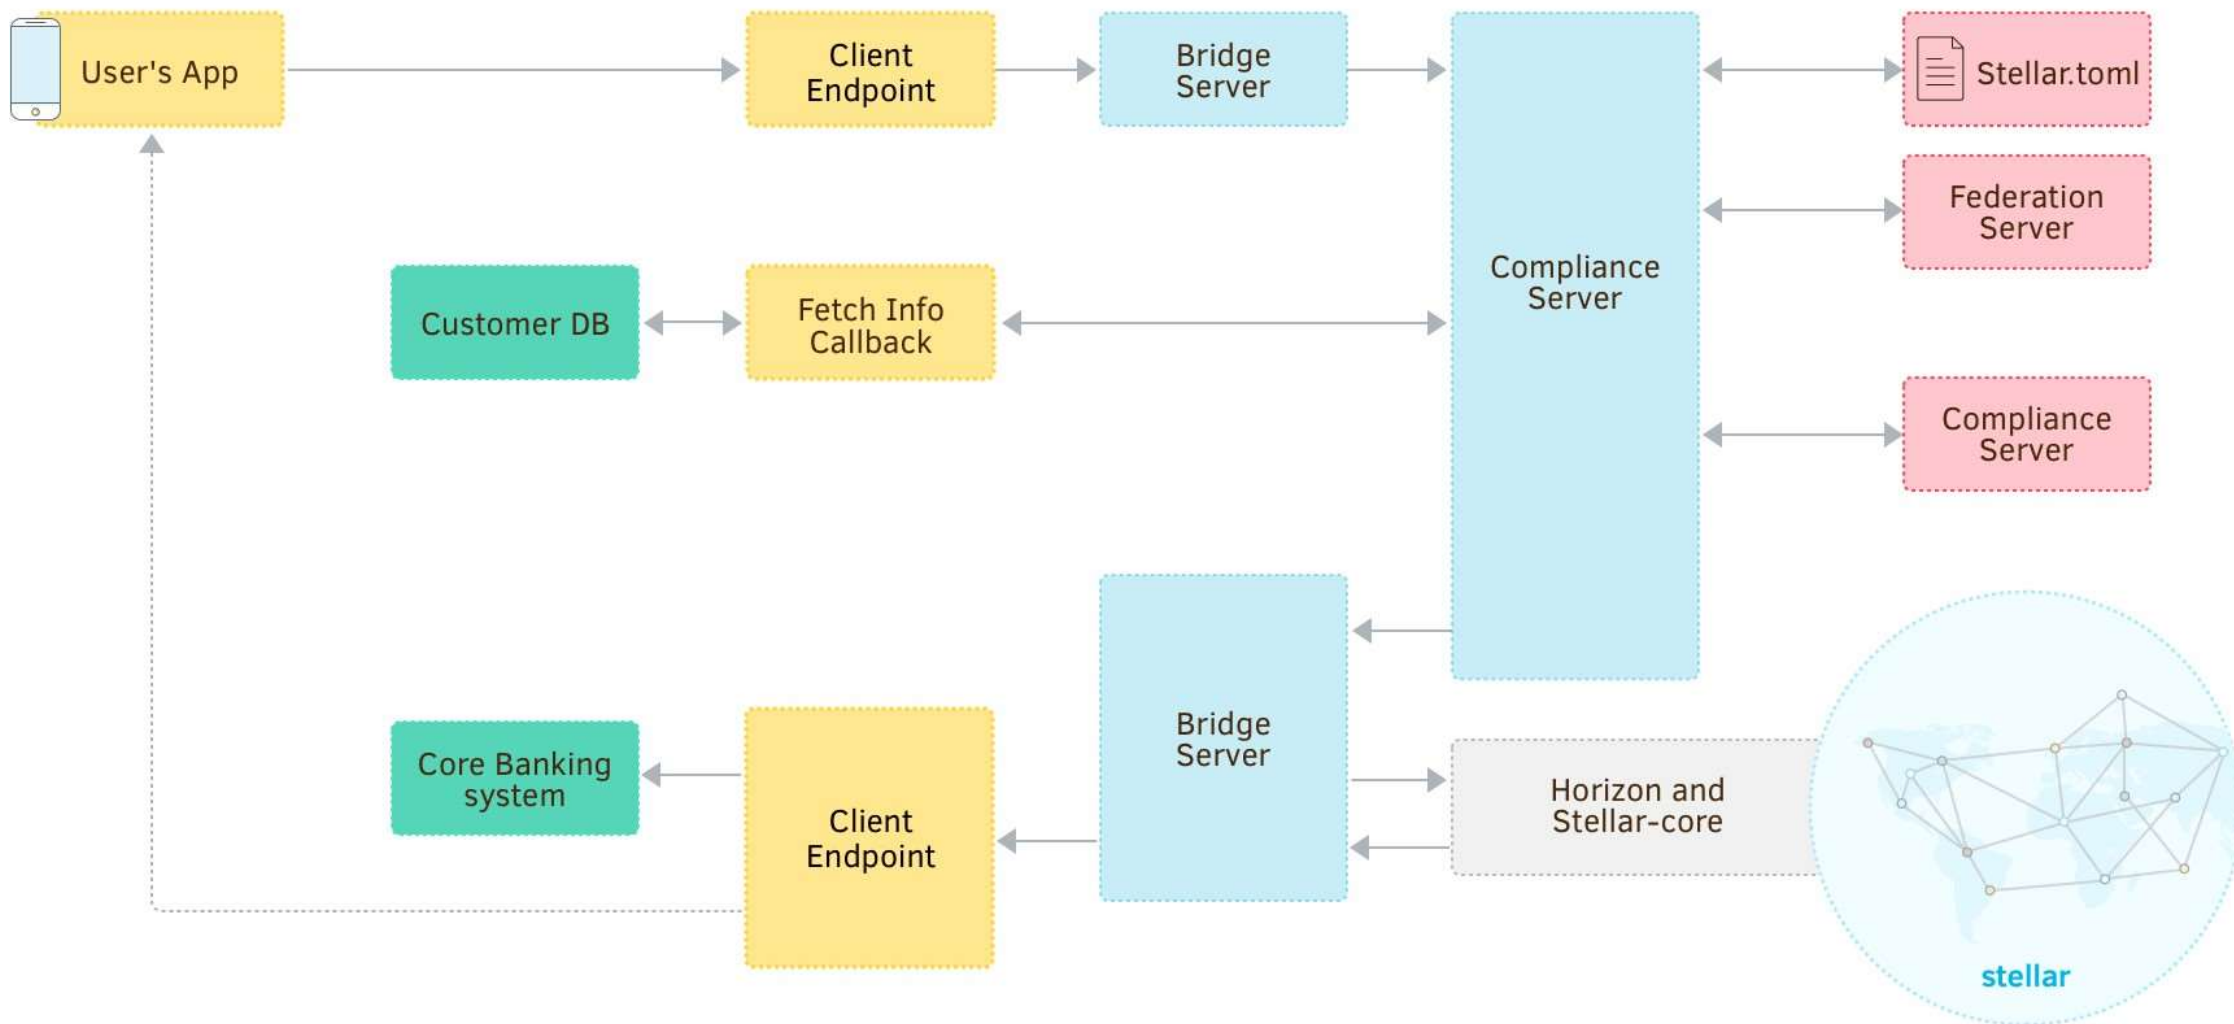 User's App
Client
Endpoint
Bridge
Server
Stellar.toml
Federation
Server
Compliance
Server
Customer DB
Fetch Info
Callback
Compliance
Server
Bridge
Server
Core Banking
system
Client
Endpoint
Horizon and
Stellar-core
stellar